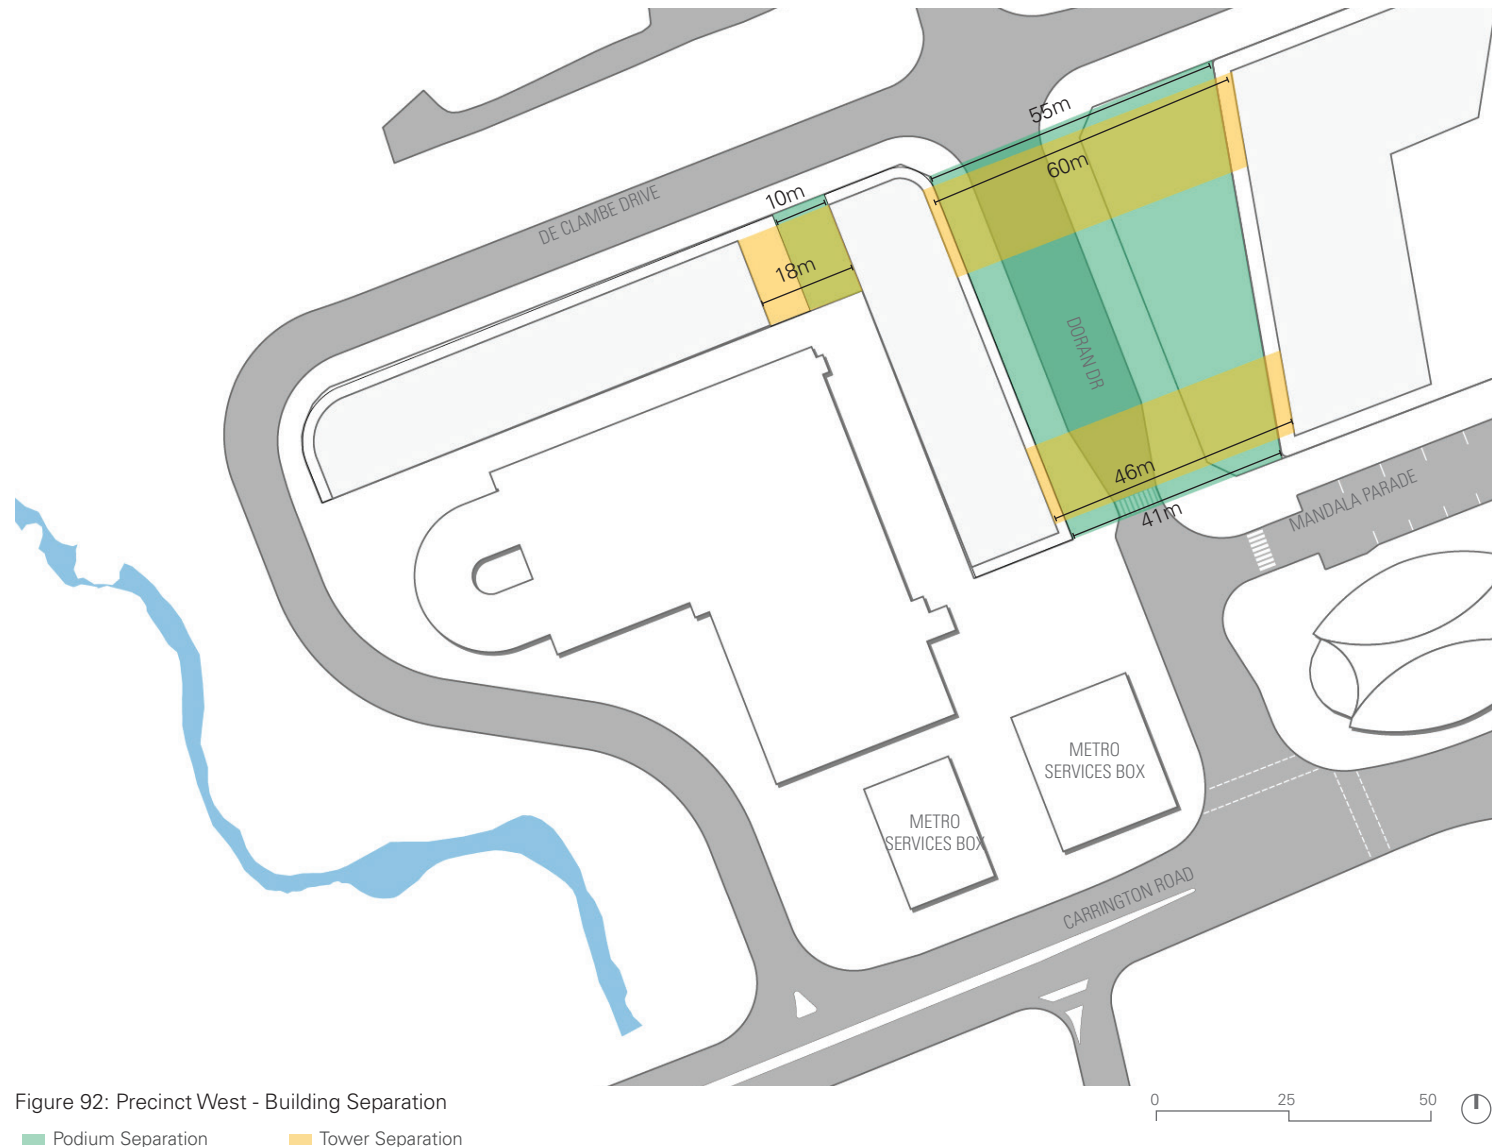 55m
60m
10m
DE CLAMBE DRIVE
18m
DORAN DR
46m
41m
MANDALA PARADE
METRO
SERVICES BOX
METRO
SERVICES BOX
CARRINGTON ROAD
Figure 92: Precinct West - Building Separation
0 25 50
Podium Separation
Tower Separation